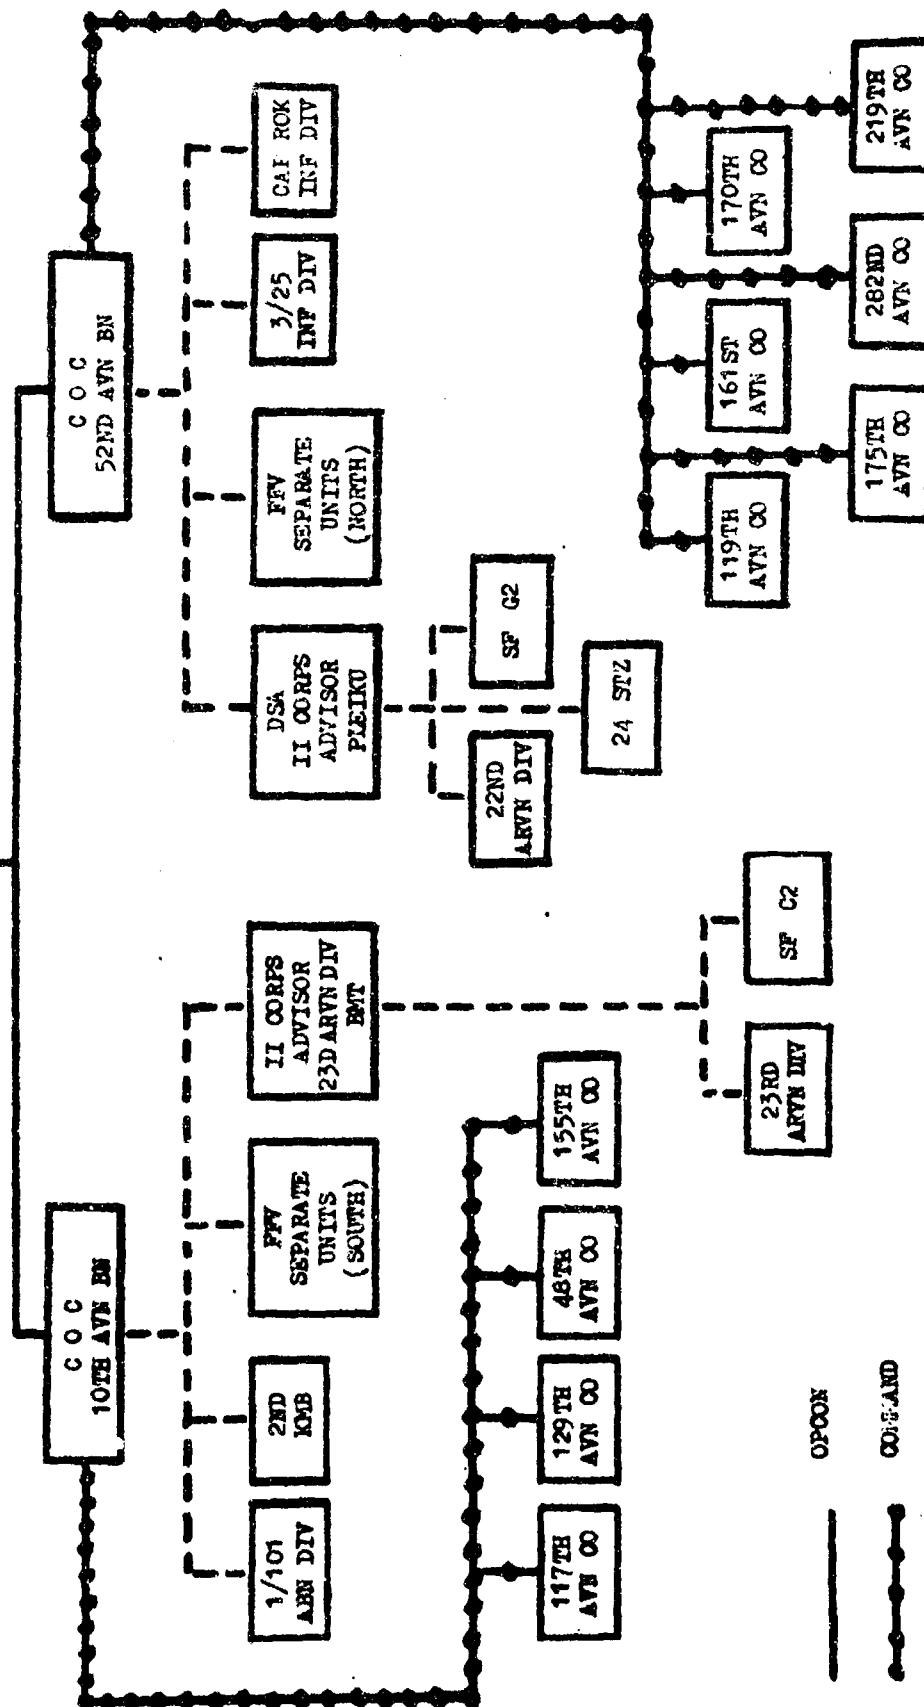 C O C
10TH AVN BN
C O C
52ND AVN BN
1/101
ABN DIV
2ND
KMB
FFV
SEPARATE
UNITS
(SOUTH)
II CORPS
ADVISOR
23D ARVN DIV
BMT
DSA
II CORPS
ADVISOR
PLEIKU
FFV
SEPARATE
UNITS
(NORTH)
3/25
INF DIV
CAP ROK
INF DIV
22ND
ARVN DIV
SF G2
24 STZ
117TH
AVN CO
129TH
AVN CO
48TH
AVN CO
155TH
AVN CO
23RD
ARVN DIV
SF C2
119TH
AVN CO
161ST
AVN CO
170TH
AVN CO
175TH
AVN CO
282ND
AVN CO
219TH
AVN CO
OPCON
COMMAND